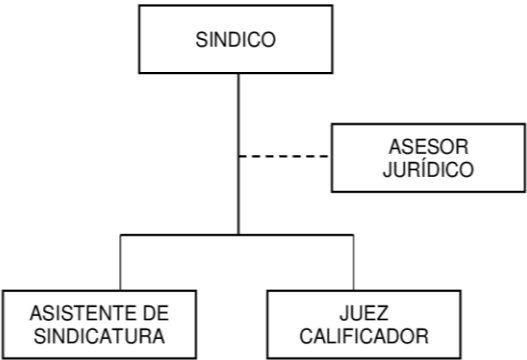 SINDICO
ASESOR
JURÍDICO
ASISTENTE DE
SINDICATURA
JUEZ
CALIFICADOR